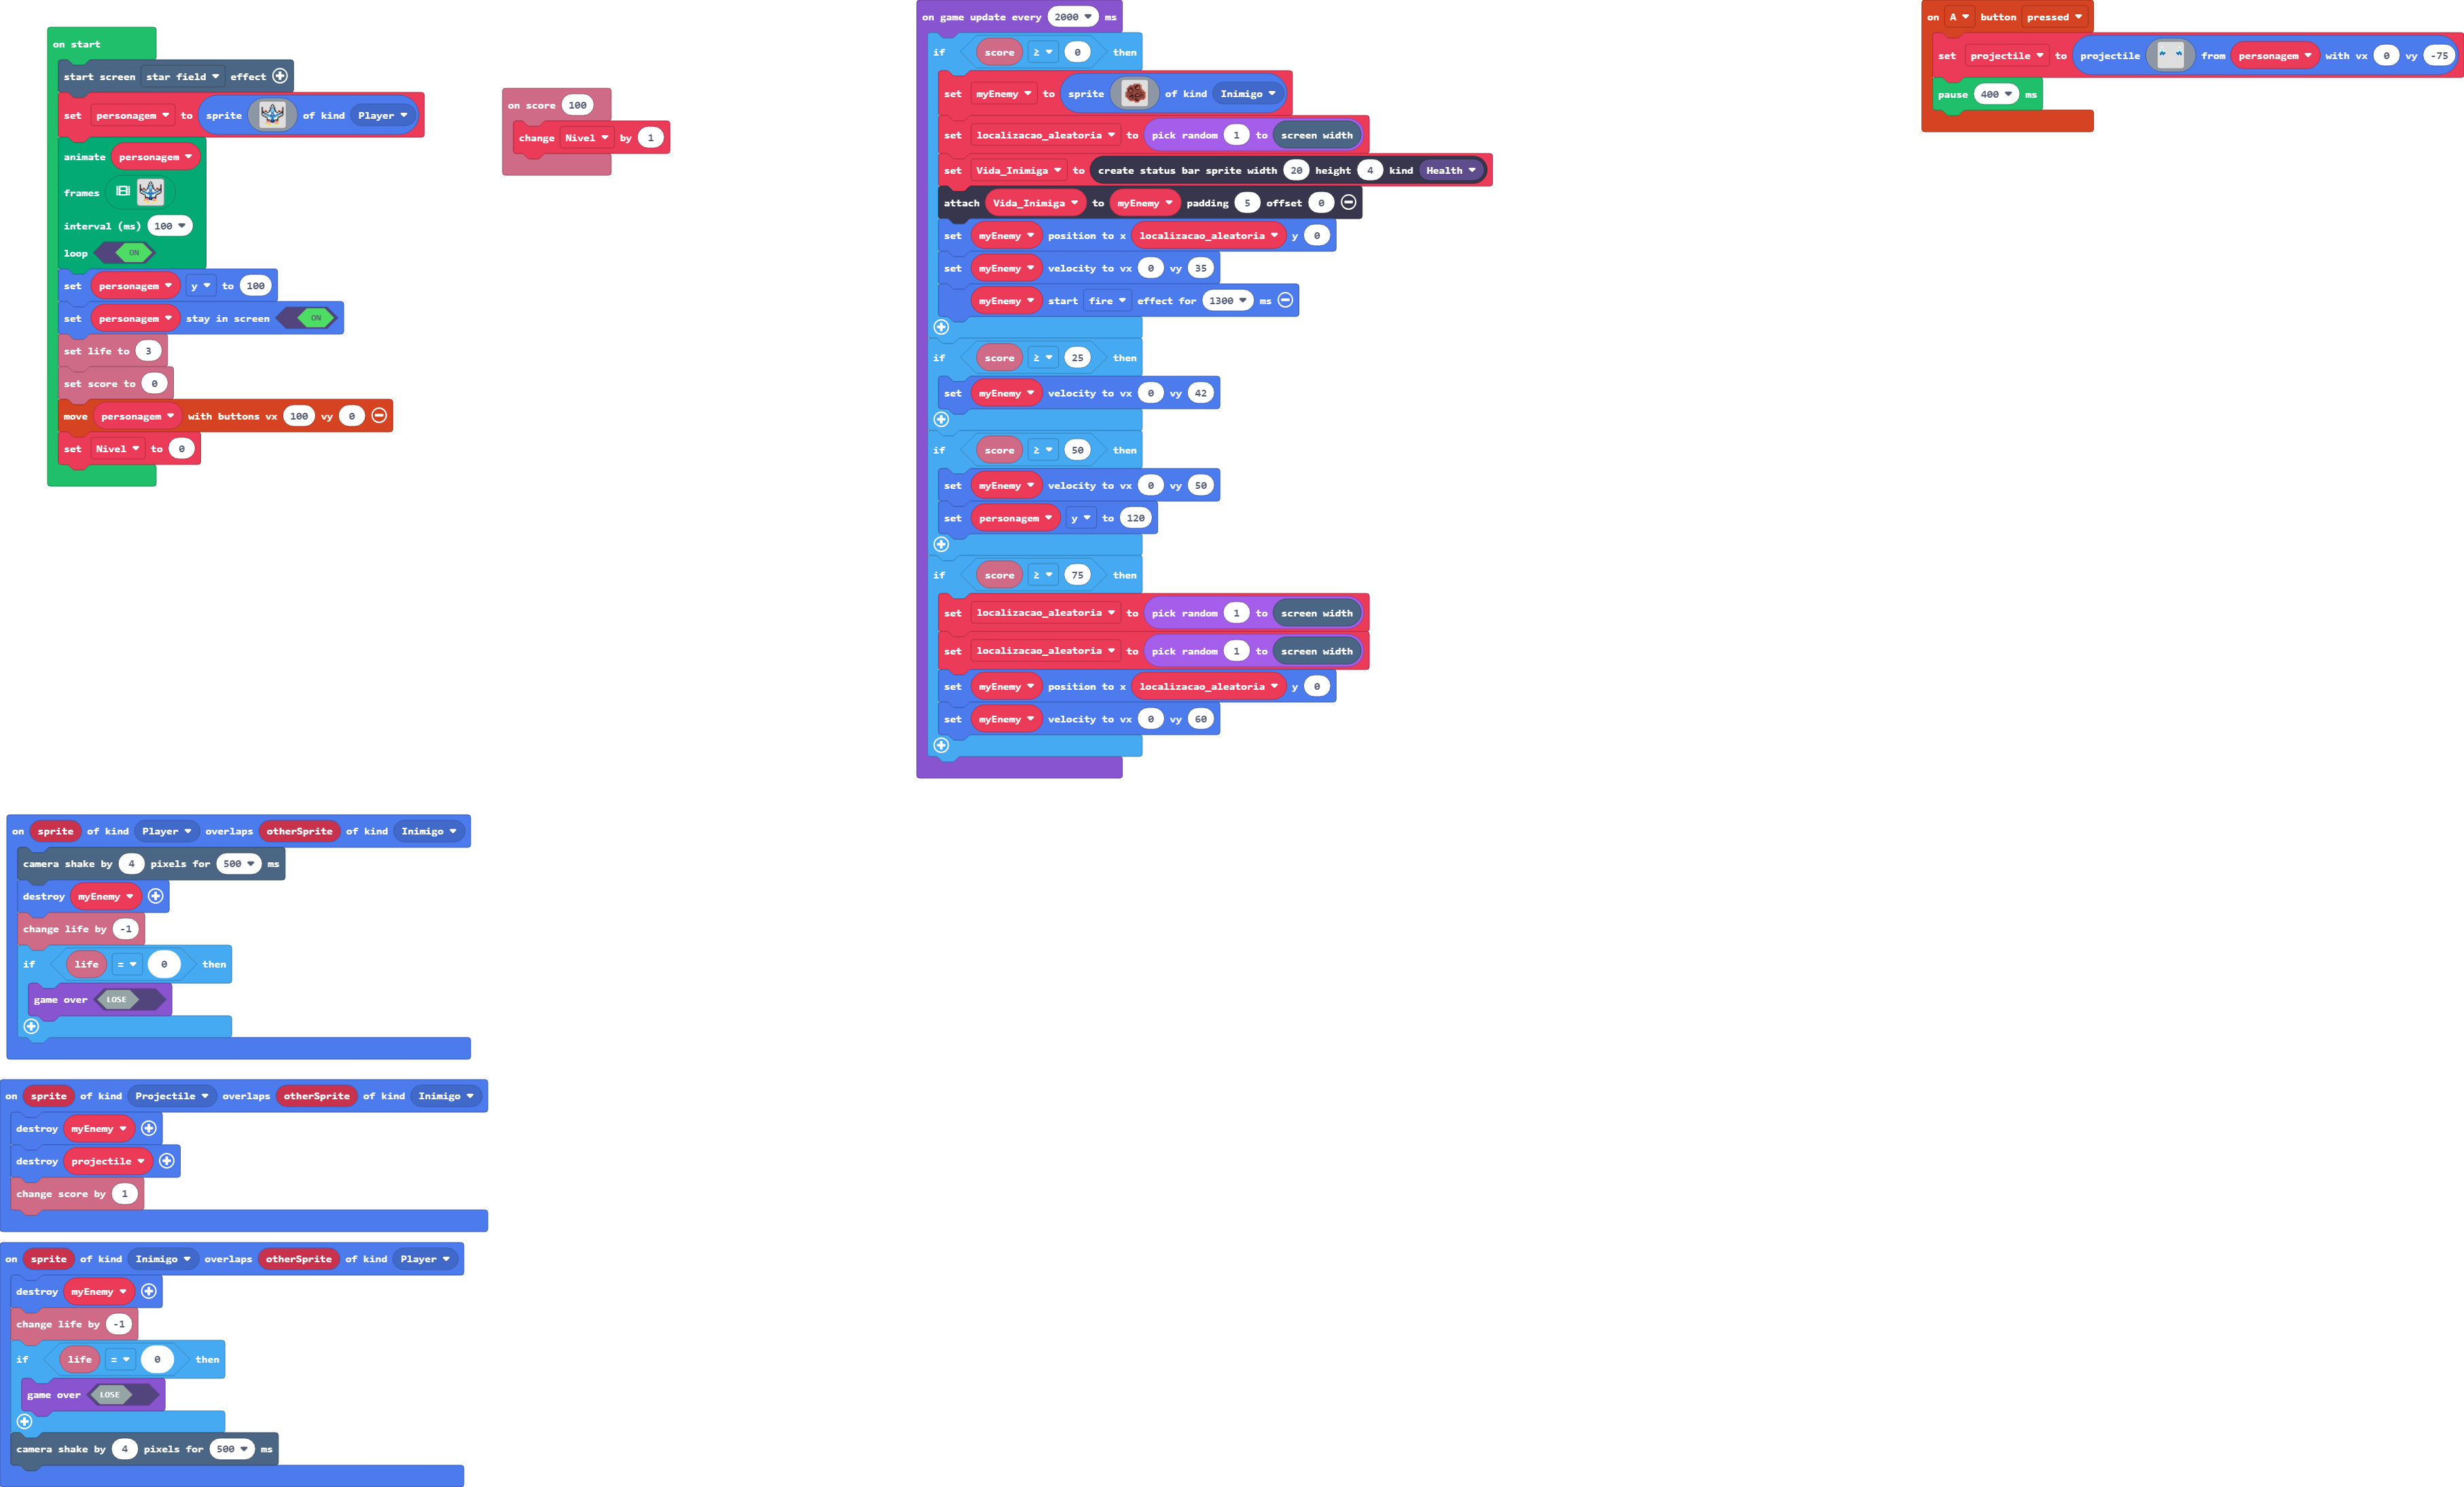 on start
start screen star field effect
set personagem to sprite of kind Player
animate personagem
frames
interval (ms) 100
loop ON
set personagem y to 100
set personagem stay in screen ON
set life to 3
set score to 0
move personagem with buttons vx 100 vy 0
set Nivel to 0
on score 100
change Nivel by 1
on game update every 2000 ms
if score ≥ 0 then
set myEnemy to sprite of kind Inimigo
set localizacao_aleatoria to pick random 1 to screen width
set Vida_Inimiga to create status bar sprite width 20 height 4 kind Health
attach Vida_Inimiga to myEnemy padding 5 offset 0
set myEnemy position to x localizacao_aleatoria y 0
set myEnemy velocity to vx 0 vy 35
myEnemy start fire effect for 1300 ms
if score ≥ 25 then
set myEnemy velocity to vx 0 vy 42
if score ≥ 50 then
set myEnemy velocity to vx 0 vy 50
set personagem y to 120
if score ≥ 75 then
set localizacao_aleatoria to pick random 1 to screen width
set localizacao_aleatoria to pick random 1 to screen width
set myEnemy position to x localizacao_aleatoria y 0
set myEnemy velocity to vx 0 vy 60
on A button pressed
set projectile to projectile from personagem with vx 0 vy -75
pause 400 ms
on sprite of kind Player overlaps otherSprite of kind Inimigo
camera shake by 4 pixels for 500 ms
destroy myEnemy
change life by -1
if life = 0 then
game over LOSE
on sprite of kind Projectile overlaps otherSprite of kind Inimigo
destroy myEnemy
destroy projectile
change score by 1
on sprite of kind Inimigo overlaps otherSprite of kind Player
destroy myEnemy
change life by -1
if life = 0 then
game over LOSE
camera shake by 4 pixels for 500 ms